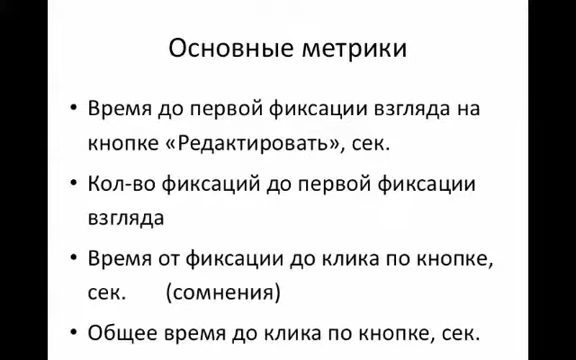 Основные метрики
• Время до первой фиксации взгляда на
кнопке «Редактировать», сек.
• Кол-во фиксаций до первой фиксации
взгляда
• Время от фиксации до клика по кнопке,
сек. (сомнения)
• Общее время до клика по кнопке, сек.